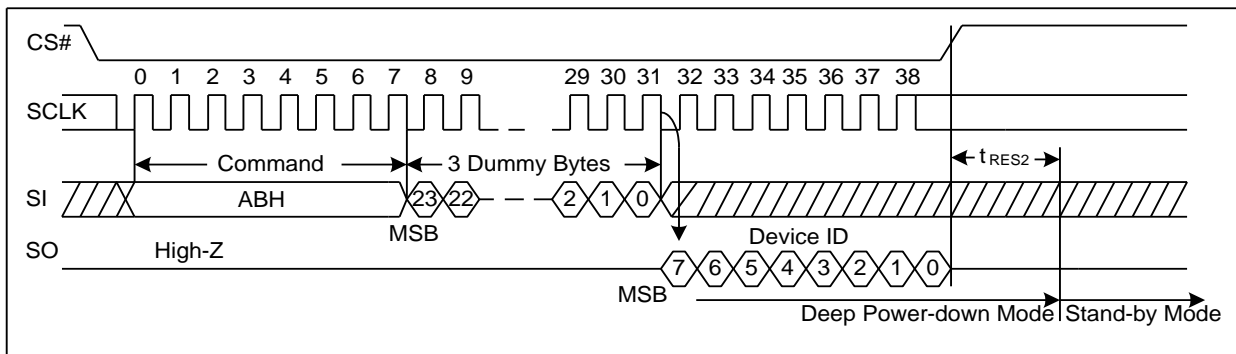 CS#
0 1 2 3 4 5 6 7 8 9 29 30 31 32 33 34 35 36 37 38
SCLK
Command 3 Dummy Bytes tRES2
SI ABH 23 22 2 1 0
MSB Device ID
SO High-Z
7 6 5 4 3 2 1 0
MSB
Deep Power-down Mode Stand-by Mode